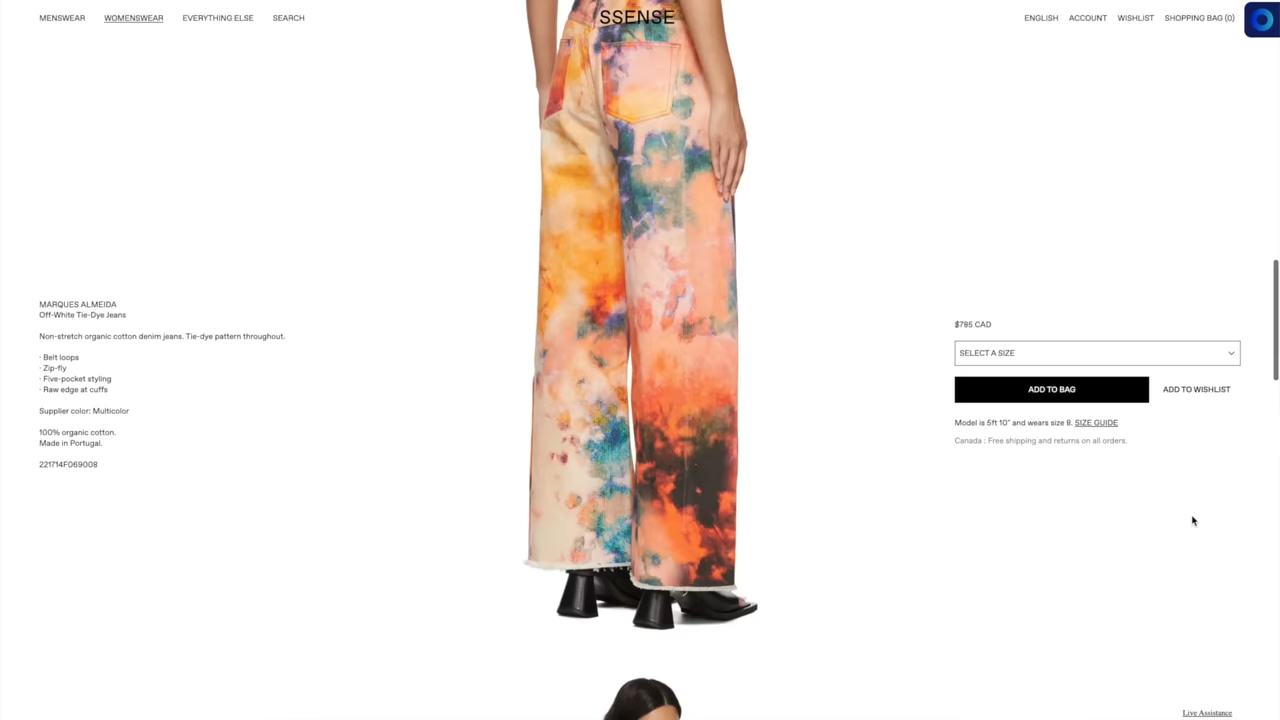 MENSWEAR WOMENSWEAR EVERYTHING ELSE SEARCH SSENSE ENGLISH ACCOUNT WISHLIST SHOPPING BAG (0)
MARQUES ALMEIDA
Off-White Tie-Dye Jeans
Non-stretch organic cotton denim jeans. Tie-dye pattern throughout.
· Belt loops
· Zip-fly
· Five-pocket styling
· Raw edge at cuffs
Supplier color: Multicolor
100% organic cotton.
Made in Portugal.
221714F069008
$785 CAD
SELECT A SIZE
ADD TO BAG ADD TO WISHLIST
Model is 5ft 10" and wears size 8. SIZE GUIDE
Canada : Free shipping and returns on all orders.
Live Assistance